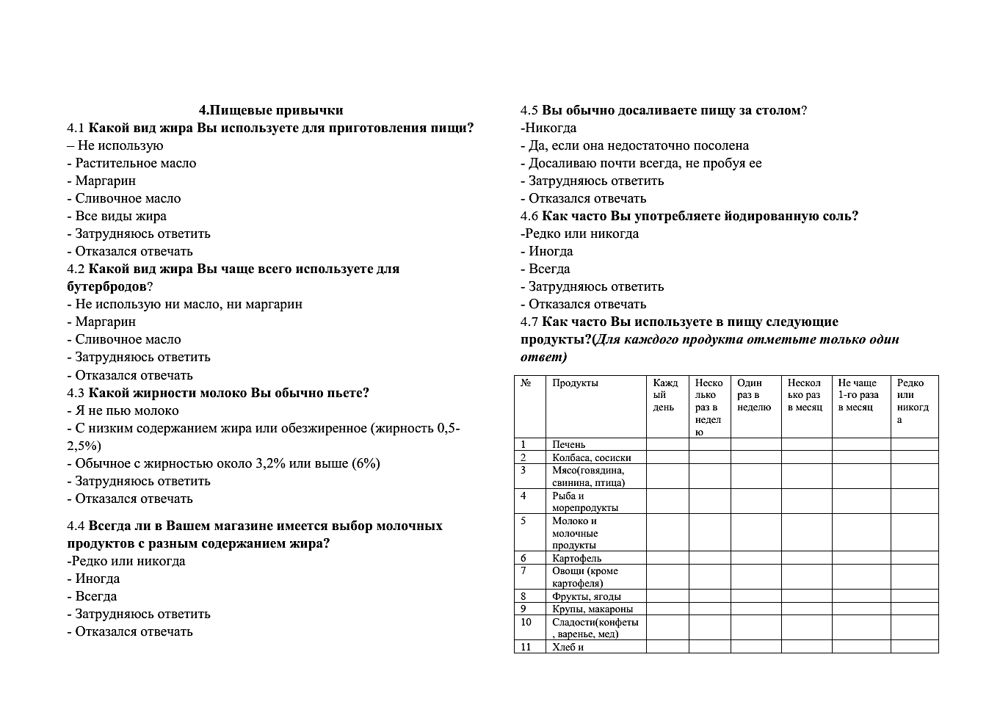 4.Пищевые привычки
4.1 Какой вид жира Вы используете для приготовления пищи?
– Не использую
- Растительное масло
- Маргарин
- Сливочное масло
- Все виды жира
- Затрудняюсь ответить
- Отказался отвечать
4.2 Какой вид жира Вы чаще всего используете для
бутербродов?
- Не использую ни масло, ни маргарин
- Маргарин
- Сливочное масло
- Затрудняюсь ответить
- Отказался отвечать
4.3 Какой жирности молоко Вы обычно пьете?
- Я не пью молоко
- С низким содержанием жира или обезжиренное (жирность 0,5-
2,5%)
- Обычное с жирностью около 3,2% или выше (6%)
- Затрудняюсь ответить
- Отказался отвечать
4.4 Всегда ли в Вашем магазине имеется выбор молочных
продуктов с разным содержанием жира?
-Редко или никогда
- Иногда
- Всегда
- Затрудняюсь ответить
- Отказался отвечать
4.5 Вы обычно досаливаете пищу за столом?
-Никогда
- Да, если она недостаточно посолена
- Досаливаю почти всегда, не пробуя ее
- Затрудняюсь ответить
- Отказался отвечать
4.6 Как часто Вы употребляете йодированную соль?
-Редко или никогда
- Иногда
- Всегда
- Затрудняюсь ответить
- Отказался отвечать
4.7 Как часто Вы используете в пищу следующие
продукты?(Для каждого продукта отметьте только один
ответ)
№ Продукты Кажд Неско Один Нескол Не чаще Редко
ый лько раз в ько раз 1-го раза или
день раз в неделю в месяц в месяц никогд
недел а
ю
1 Печень
2 Колбаса, сосиски
3 Мясо(говядина,
свинина, птица)
4 Рыба и
морепродукты
5 Молоко и
молочные
продукты
6 Картофель
7 Овощи (кроме
картофеля)
8 Фрукты, ягоды
9 Крупы, макароны
10 Сладости(конфеты
, варенье, мед)
11 Хлеб и